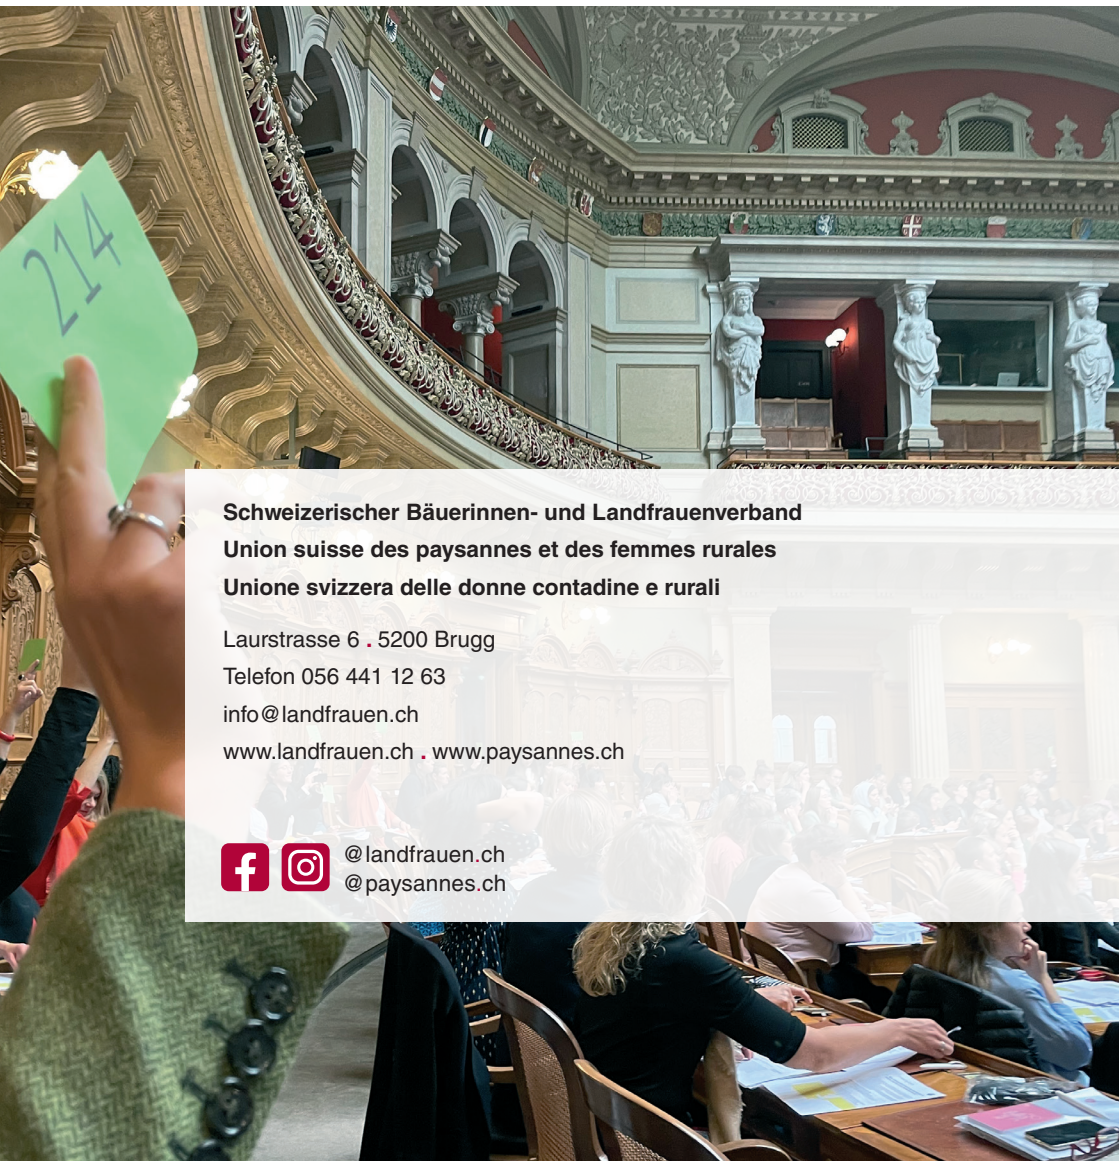 214
Schweizerischer Bäuerinnen- und Landfrauenverband
Union suisse des paysannes et des femmes rurales
Unione svizzera delle donne contadine e rurali
Laurstrasse 6 . 5200 Brugg
Telefon 056 441 12 63
info@landfrauen.ch
www.landfrauen.ch . www.paysannes.ch
@landfrauen.ch
@paysannes.ch